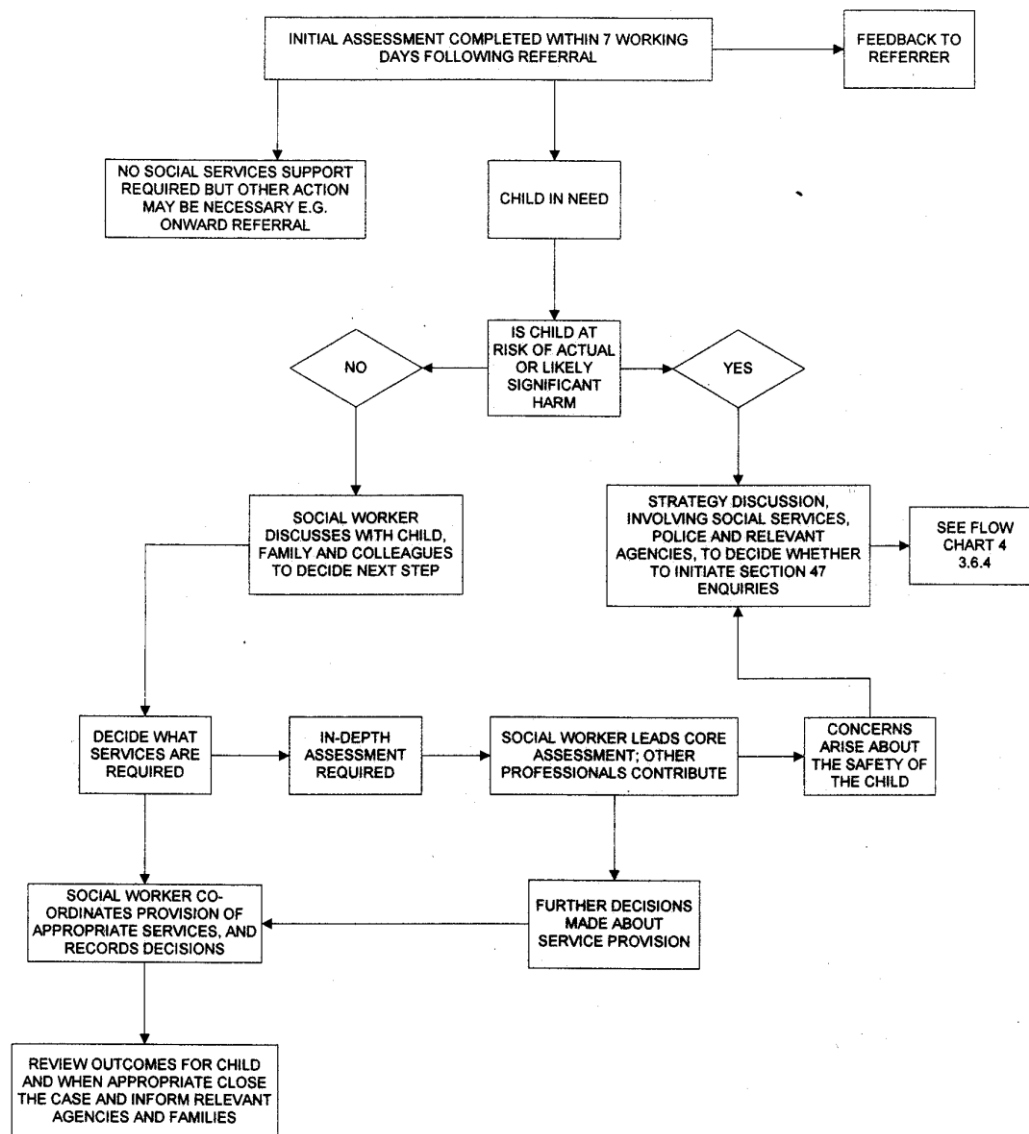 INITIAL ASSESSMENT COMPLETED WITHIN 7 WORKING
DAYS FOLLOWING REFERRAL
FEEDBACK TO
REFERRER
NO SOCIAL SERVICES SUPPORT
REQUIRED BUT OTHER ACTION
MAY BE NECESSARY E.G.
ONWARD REFERRAL
CHILD IN NEED
IS CHILD AT
RISK OF ACTUAL
OR LIKELY
SIGNIFICANT
HARM
NO
YES
SOCIAL WORKER
DISCUSSES WITH CHILD,
FAMILY AND COLLEAGUES
TO DECIDE NEXT STEP
STRATEGY DISCUSSION,
INVOLVING SOCIAL SERVICES,
POLICE AND RELEVANT
AGENCIES, TO DECIDE WHETHER
TO INITIATE SECTION 47
ENQUIRIES
SEE FLOW
CHART 4
3.6.4
DECIDE WHAT
SERVICES ARE
REQUIRED
IN-DEPTH
ASSESSMENT
REQUIRED
SOCIAL WORKER LEADS CORE
ASSESSMENT; OTHER
PROFESSIONALS CONTRIBUTE
CONCERNS
ARISE ABOUT
THE SAFETY OF
THE CHILD
SOCIAL WORKER CO-
ORDINATES PROVISION OF
APPROPRIATE SERVICES, AND
RECORDS DECISIONS
FURTHER DECISIONS
MADE ABOUT
SERVICE PROVISION
REVIEW OUTCOMES FOR CHILD
AND WHEN APPROPRIATE CLOSE
THE CASE AND INFORM RELEVANT
AGENCIES AND FAMILIES